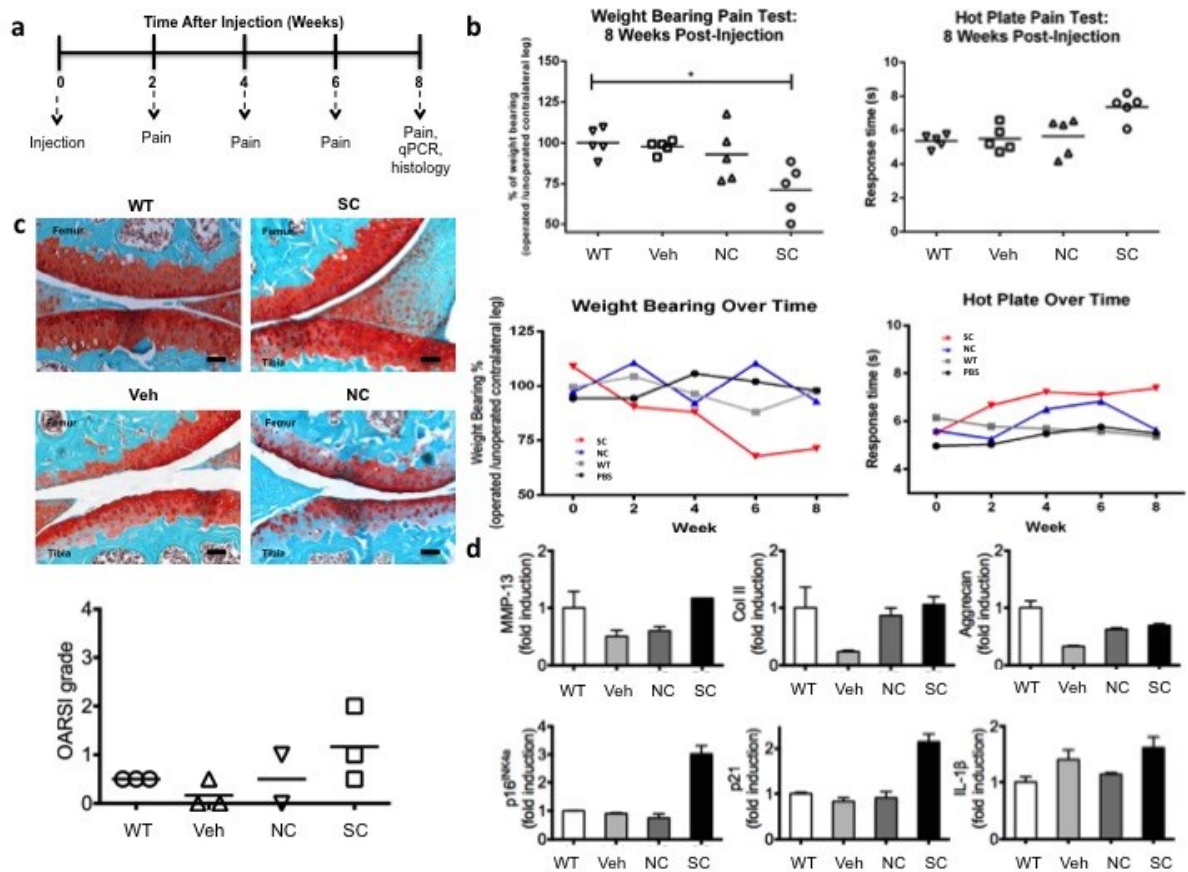 a
Time After Injection (Weeks)
0 2 4 6 8
Injection Pain Pain Pain Pain,
qPCR,
histology
b
Weight Bearing Pain Test:
8 Weeks Post-Injection
% of weight bearing
(operated /unoperated contralateral leg)
150
125
100
75
50
*
WT Veh NC SC
Hot Plate Pain Test:
8 Weeks Post-Injection
Response time (s)
10
8
6
4
2
0
WT Veh NC SC
Weight Bearing Over Time
Weight Bearing %
(operated /unoperated contralateral leg)
125
100
75
50
SC
NC
WT
PBS
0 2 4 6 8
Week
Hot Plate Over Time
Response time (s)
10
8
6
4
SC
NC
WT
PBS
0 2 4 6 8
Week
c
WT SC
Femur Femur
Tibia Tibia
Veh NC
Femur Femur
Tibia Tibia
OARSI grade
4
3
2
1
0
WT Veh NC SC
d
MMP-13
(fold induction)
2
1
0
WT Veh NC SC
Col II
(fold induction)
2
1
0
WT Veh NC SC
Aggrecan
(fold induction)
2
1
0
WT Veh NC SC
p16INK4a
(fold induction)
4
3
2
1
0
WT Veh NC SC
p21
(fold induction)
2
1
0
WT Veh NC SC
IL-1β
(fold induction)
2
1
0
WT Veh NC SC